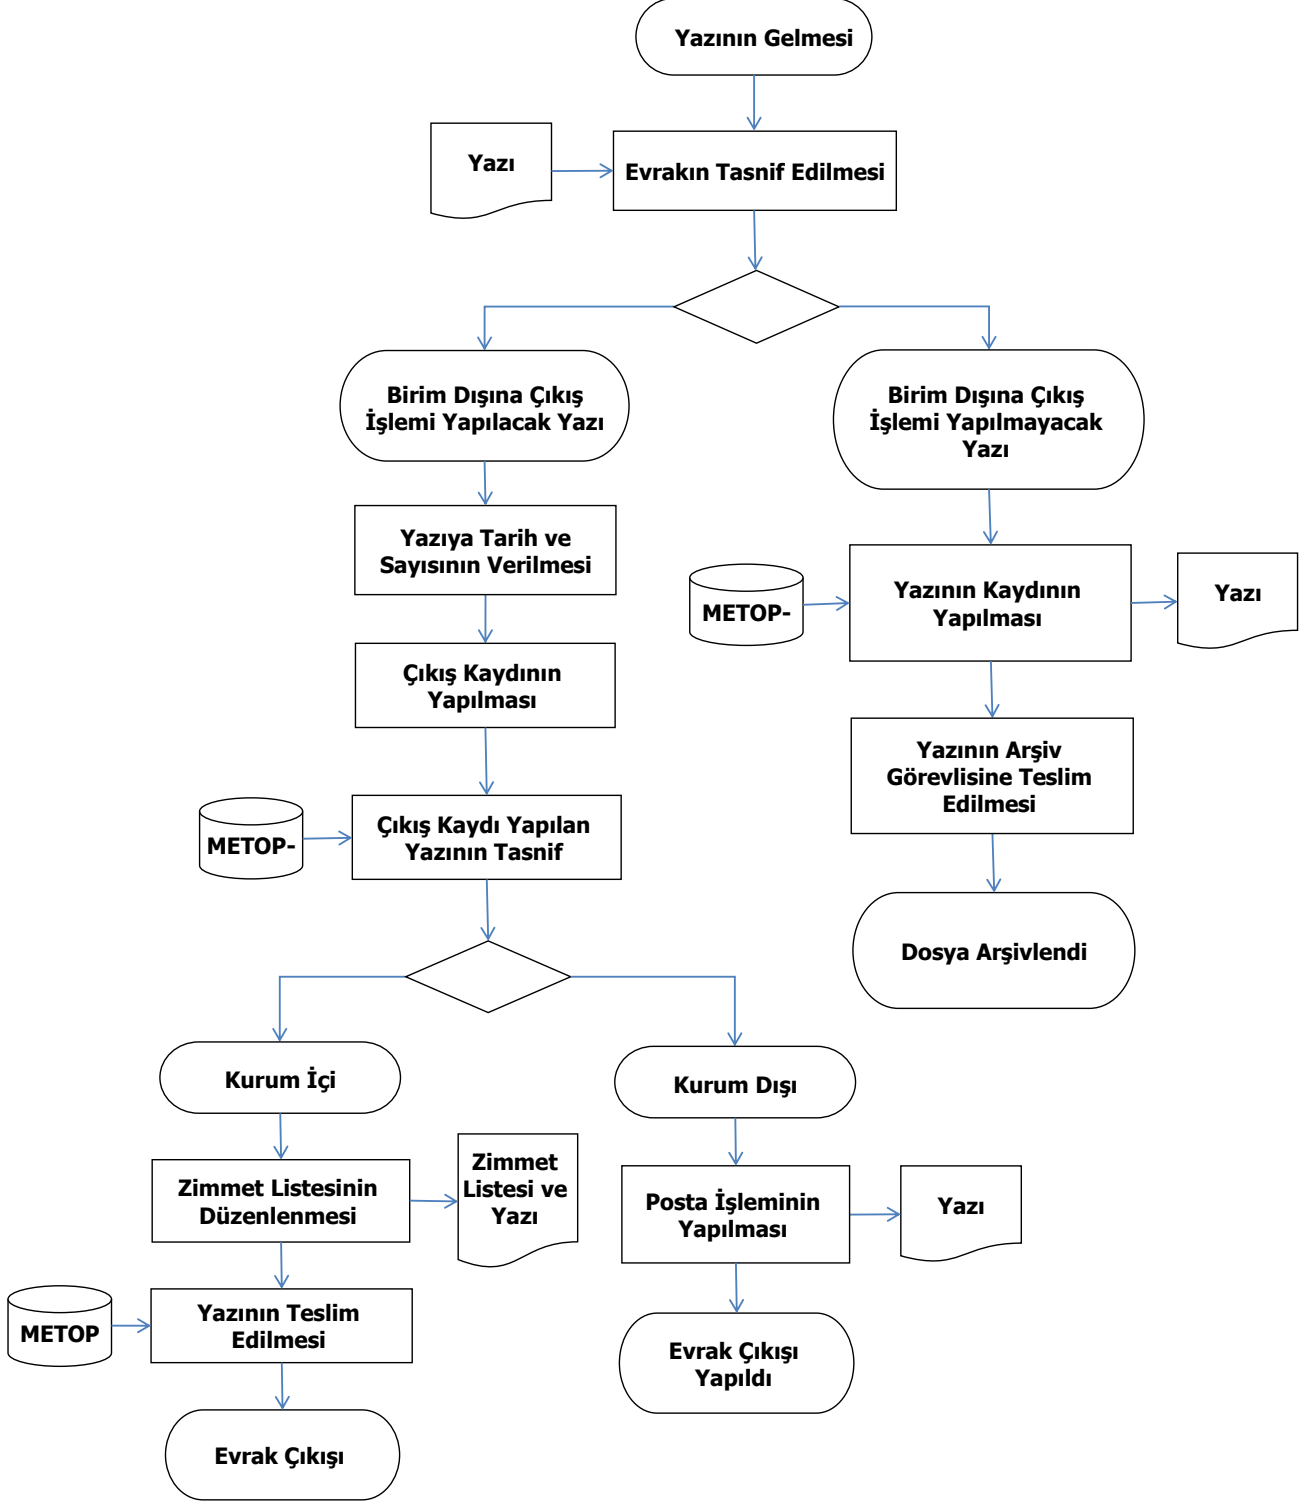 Yazının Gelmesi
Yazı
Evrakın Tasnif Edilmesi
Birim Dışına Çıkış
İşlemi Yapılacak Yazı
Birim Dışına Çıkış
İşlemi Yapılmayacak
Yazı
Yazıya Tarih ve
Sayısının Verilmesi
METOP-
Yazının Kaydının
Yapılması
Yazı
Çıkış Kaydının
Yapılması
Yazının Arşiv
Görevlisine Teslim
Edilmesi
METOP-
Çıkış Kaydı Yapılan
Yazının Tasnif
Dosya Arşivlendi
Kurum İçi
Kurum Dışı
Zimmet Listesinin
Düzenlenmesi
Zimmet
Listesi ve
Yazı
Posta İşleminin
Yapılması
Yazı
METOP
Yazının Teslim
Edilmesi
Evrak Çıkışı
Yapıldı
Evrak Çıkışı